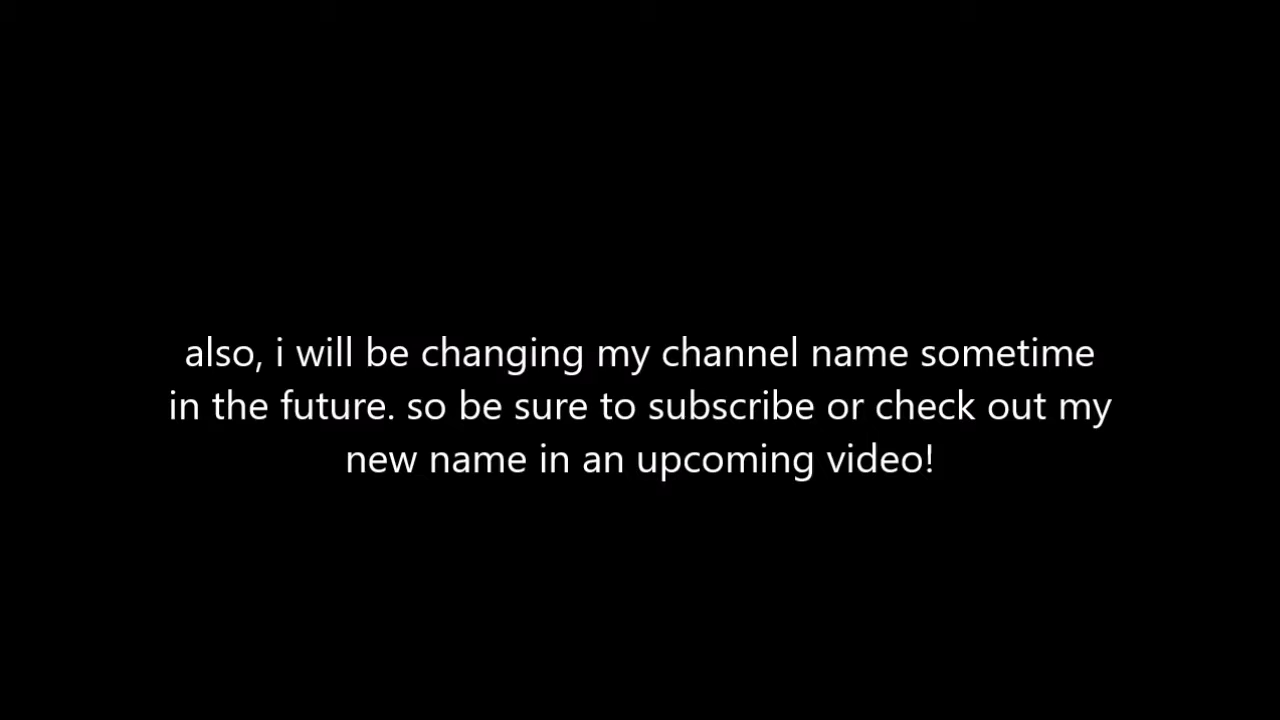 also, i will be changing my channel name sometime
in the future. so be sure to subscribe or check out my
new name in an upcoming video!